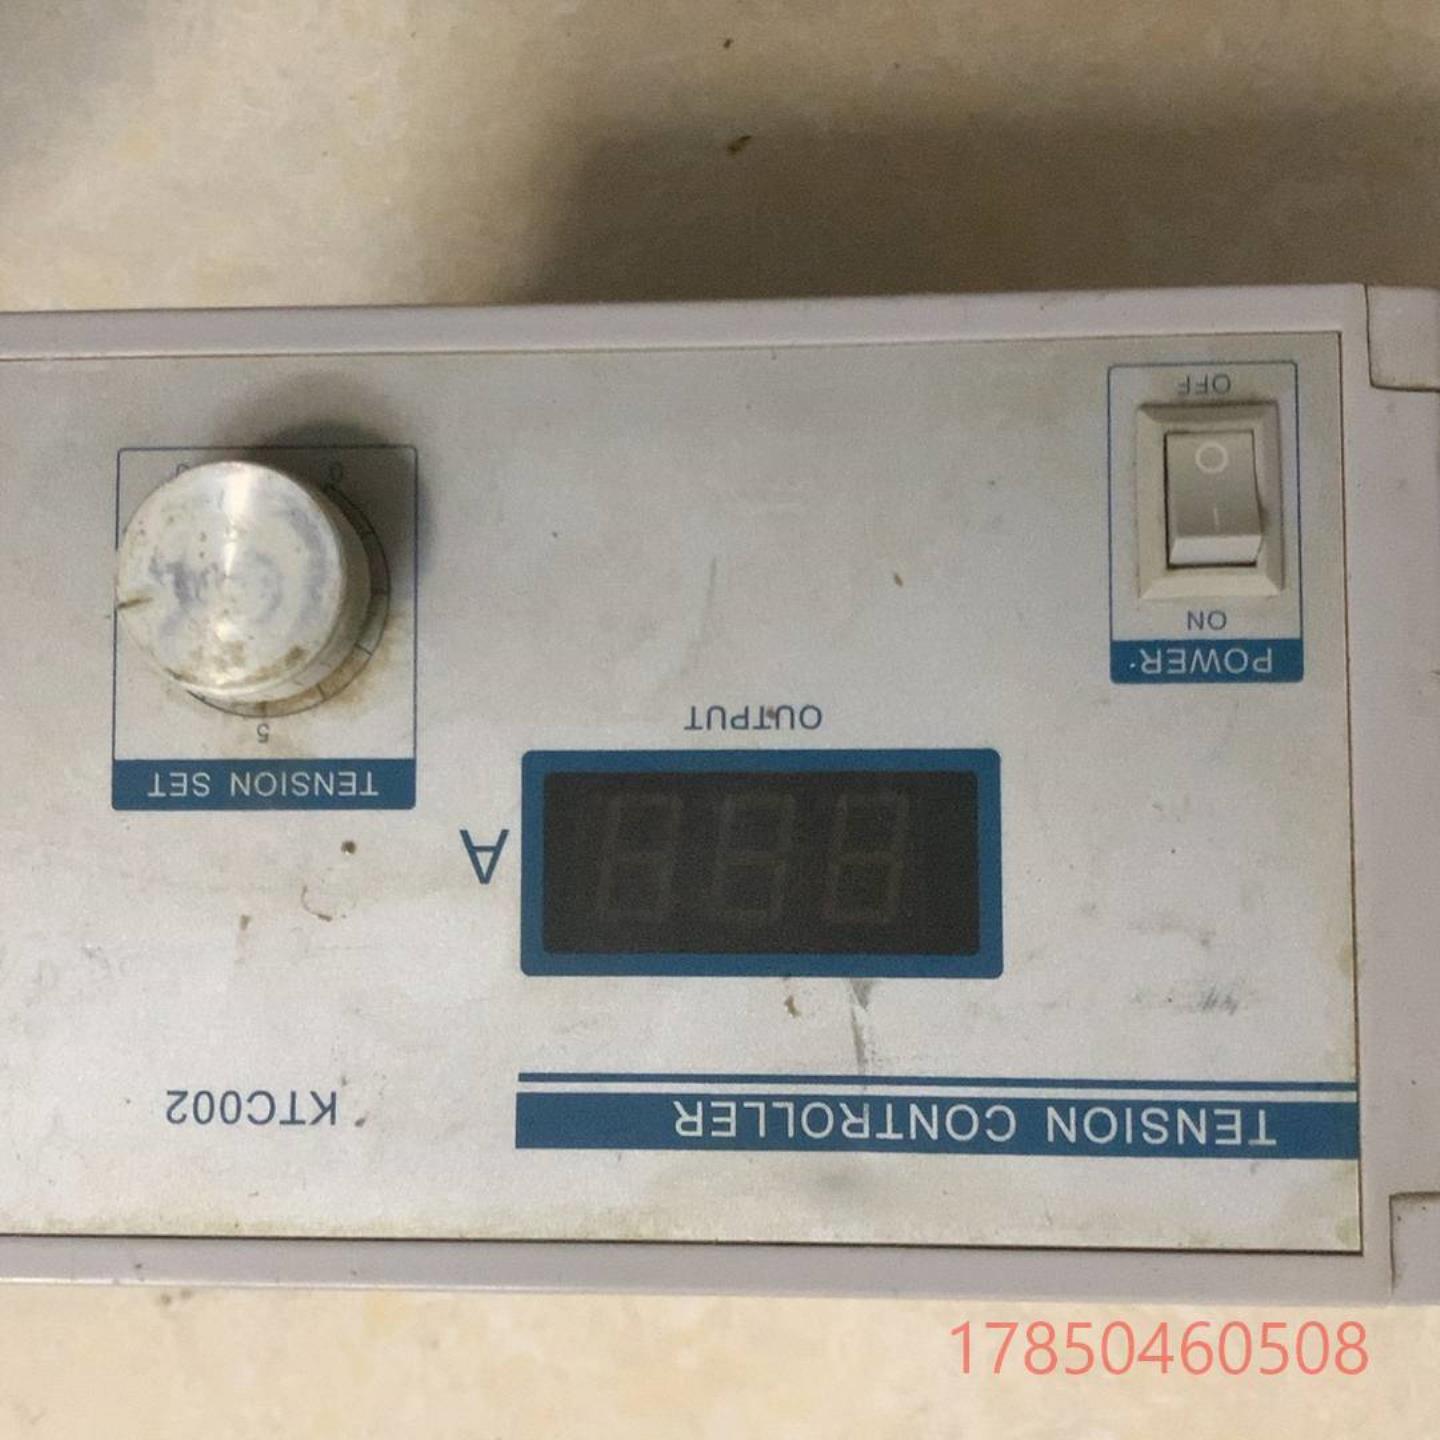 TENSION CONTROLLER
KTC002
A
OUTPUT
POWER
ON
OFF
TENSION SET
5
0
17850460508